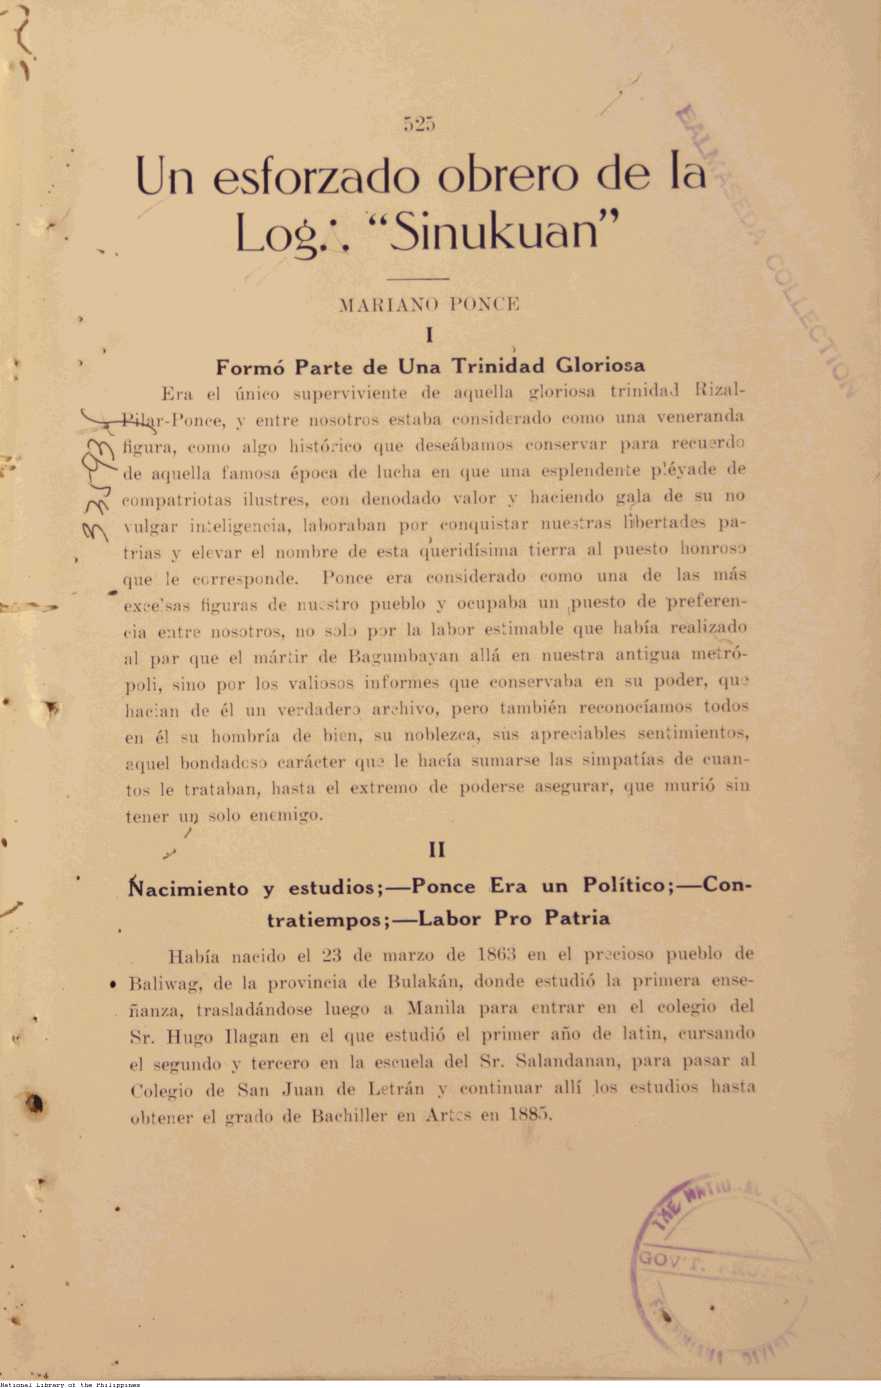 525
Un esforzado obrero de la
Log.·. “Sinukuan”
MARIANO PONCE
I
Formó Parte de Una Trinidad Gloriosa
Era el único superviviente de aquella gloriosa trinidad Rizal-
Pilar-Ponce, y entre nosotros estaba considerado como una veneranda
figura, como algo histórico que deseábamos conservar para recuerdo
de aquella famosa época de lucha en que una esplendente pléyade de
compatriotas ilustres, con denodado valor y haciendo gala de su no
vulgar inteligencia, laboraban por conquistar nuestras libertades pa-
trias y elevar el nombre de esta queridísima tierra al puesto honroso
que le corresponde. Ponce era considerado como una de las más
excelsas figuras de nuestro pueblo y ocupaba un puesto de preferen-
cia entre nosotros, no solo por la labor estimable que había realizado
al par que el mártir de Bagumbayan allá en nuestra antigua metró-
poli, sino por los valiosos informes que conservaba en su poder, que
hacían de él un verdadero archivo, pero también reconocíamos todos
en él su hombría de bien, su noblezca, sus apreciables sentimientos,
aquel bondadoso carácter que le hacía sumarse las simpatías de cuan-
tos le trataban, hasta el extremo de poderse asegurar, que murió sin
tener un solo enemigo.
II
Nacimiento y estudios;—Ponce Era un Político;—Con-
tratiempos;—Labor Pro Patria
Había nacido el 23 de marzo de 1863 en el precioso pueblo de
Baliwag, de la provincia de Bulakán, donde estudió la primera ense-
ñanza, trasladándose luego a Manila para entrar en el colegio del
Sr. Hugo Ilagan en el que estudió el primer año de latin, cursando
el segundo y tercero en la escuela del Sr. Salandanan, para pasar al
Colegio de San Juan de Letrán y continuar allí los estudios hasta
obtener el grado de Bachiller en Artes en 1885.
BALMASEDA COLLECTION
THE NATIONAL
GOV'T.
National Library of the Philippines